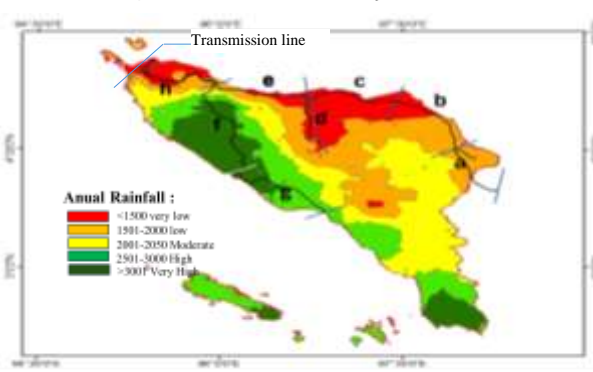 Transmission line
h
e
c
b
d
f
a
g
Anual Rainfall :
<1500 very low
1501-2000 low
2001-2050 Moderate
2501-3000 High
>3001 Very High